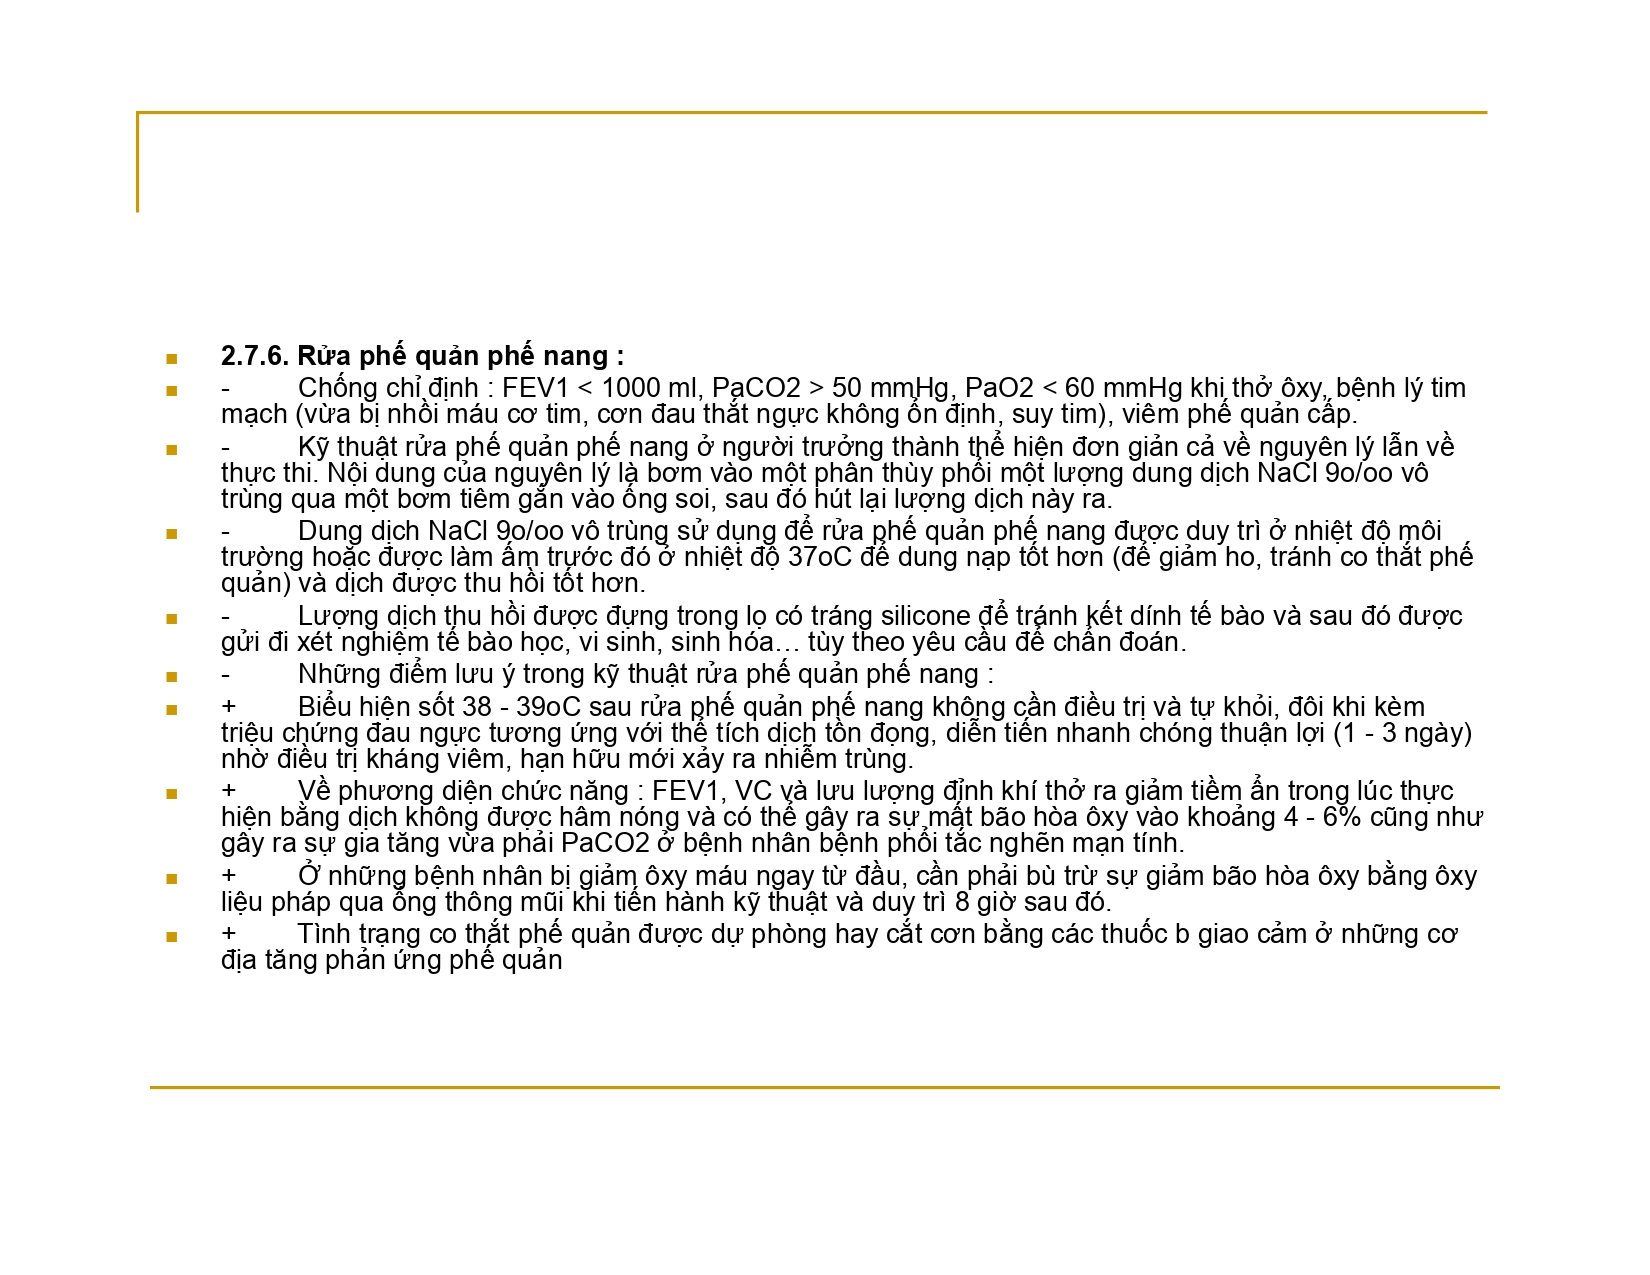 2.7.6. Rửa phế quản phế nang :
- Chống chỉ định : FEV1 < 1000 ml, PaCO2 > 50 mmHg, PaO2 < 60 mmHg khi thở ôxy, bệnh lý tim
mạch (vừa bị nhồi máu cơ tim, cơn đau thắt ngực không ổn định, suy tim), viêm phế quản cấp.
- Kỹ thuật rửa phế quản phế nang ở người trưởng thành thể hiện đơn giản cả về nguyên lý lẫn về
thực thi. Nội dung của nguyên lý là bơm vào một phân thùy phổi một lượng dung dịch NaCl 9o/oo vô
trùng qua một bơm tiêm gắn vào ống soi, sau đó hút lại lượng dịch này ra.
- Dung dịch NaCl 9o/oo vô trùng sử dụng để rửa phế quản phế nang được duy trì ở nhiệt độ môi
trường hoặc được làm ấm trước đó ở nhiệt độ 37oC để dung nạp tốt hơn (để giảm ho, tránh co thắt phế
quản) và dịch được thu hồi tốt hơn.
- Lượng dịch thu hồi được đựng trong lọ có tráng silicone để tránh kết dính tế bào và sau đó được
gửi đi xét nghiệm tế bào học, vi sinh, sinh hóa… tùy theo yêu cầu để chẩn đoán.
- Những điểm lưu ý trong kỹ thuật rửa phế quản phế nang :
+ Biểu hiện sốt 38 - 39oC sau rửa phế quản phế nang không cần điều trị và tự khỏi, đôi khi kèm
triệu chứng đau ngực tương ứng với thể tích dịch tồn đọng, diễn tiến nhanh chóng thuận lợi (1 - 3 ngày)
nhờ điều trị kháng viêm, hạn hữu mới xảy ra nhiễm trùng.
+ Về phương diện chức năng : FEV1, VC và lưu lượng đỉnh khí thở ra giảm tiềm ẩn trong lúc thực
hiện bằng dịch không được hâm nóng và có thể gây ra sự mất bão hòa ôxy vào khoảng 4 - 6% cũng như
gây ra sự gia tăng vừa phải PaCO2 ở bệnh nhân bệnh phổi tắc nghẽn mạn tính.
+ Ở những bệnh nhân bị giảm ôxy máu ngay từ đầu, cần phải bù trừ sự giảm bão hòa ôxy bằng ôxy
liệu pháp qua ống thông mũi khi tiến hành kỹ thuật và duy trì 8 giờ sau đó.
+ Tình trạng co thắt phế quản được dự phòng hay cắt cơn bằng các thuốc b giao cảm ở những cơ
địa tăng phản ứng phế quản